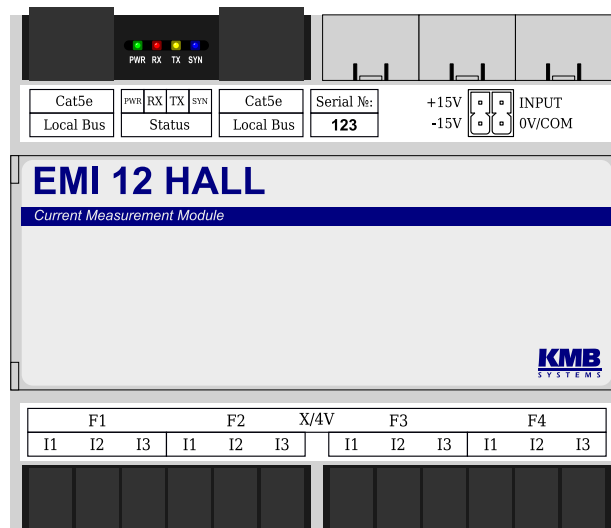 PWR RX TX SYN
Cat5e PWR RX TX SYN Cat5e Serial №: +15V INPUT
Local Bus Status Local Bus 123 -15V 0V/COM
EMI 12 HALL
Current Measurement Module
KMB
SYSTEMS
F1 F2 X/4V F3 F4
I1 I2 I3 I1 I2 I3 I1 I2 I3 I1 I2 I3